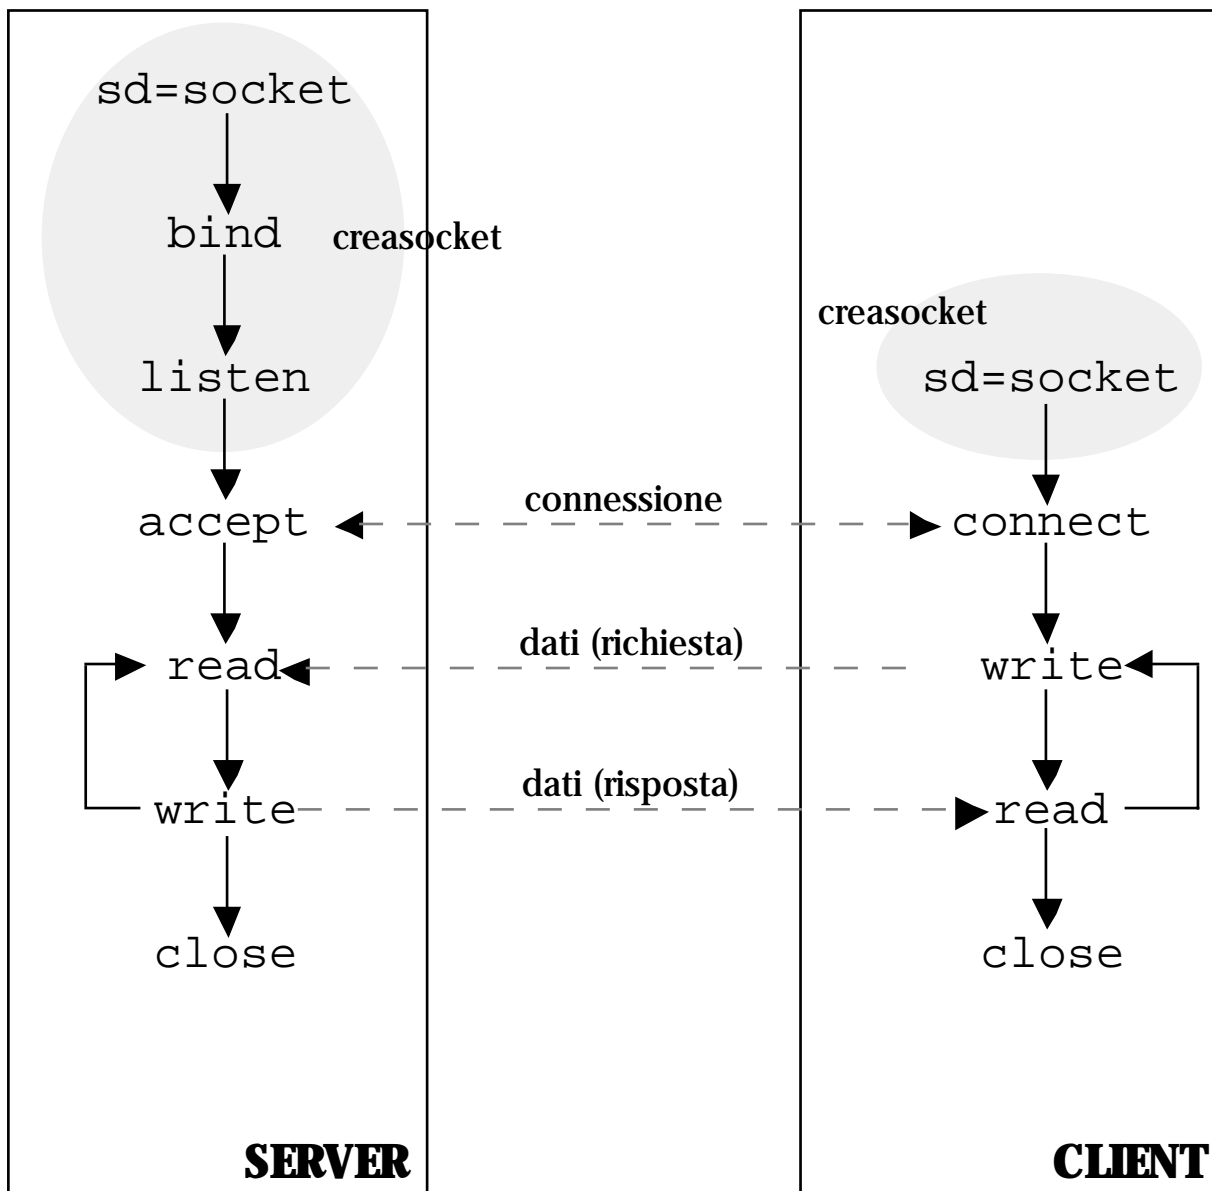 sd=socket
bind
creasocket
listen
accept
read
write
close
SERVER
connessione
dati (richiesta)
dati (risposta)
creasocket
sd=socket
connect
write
read
close
CLIENT